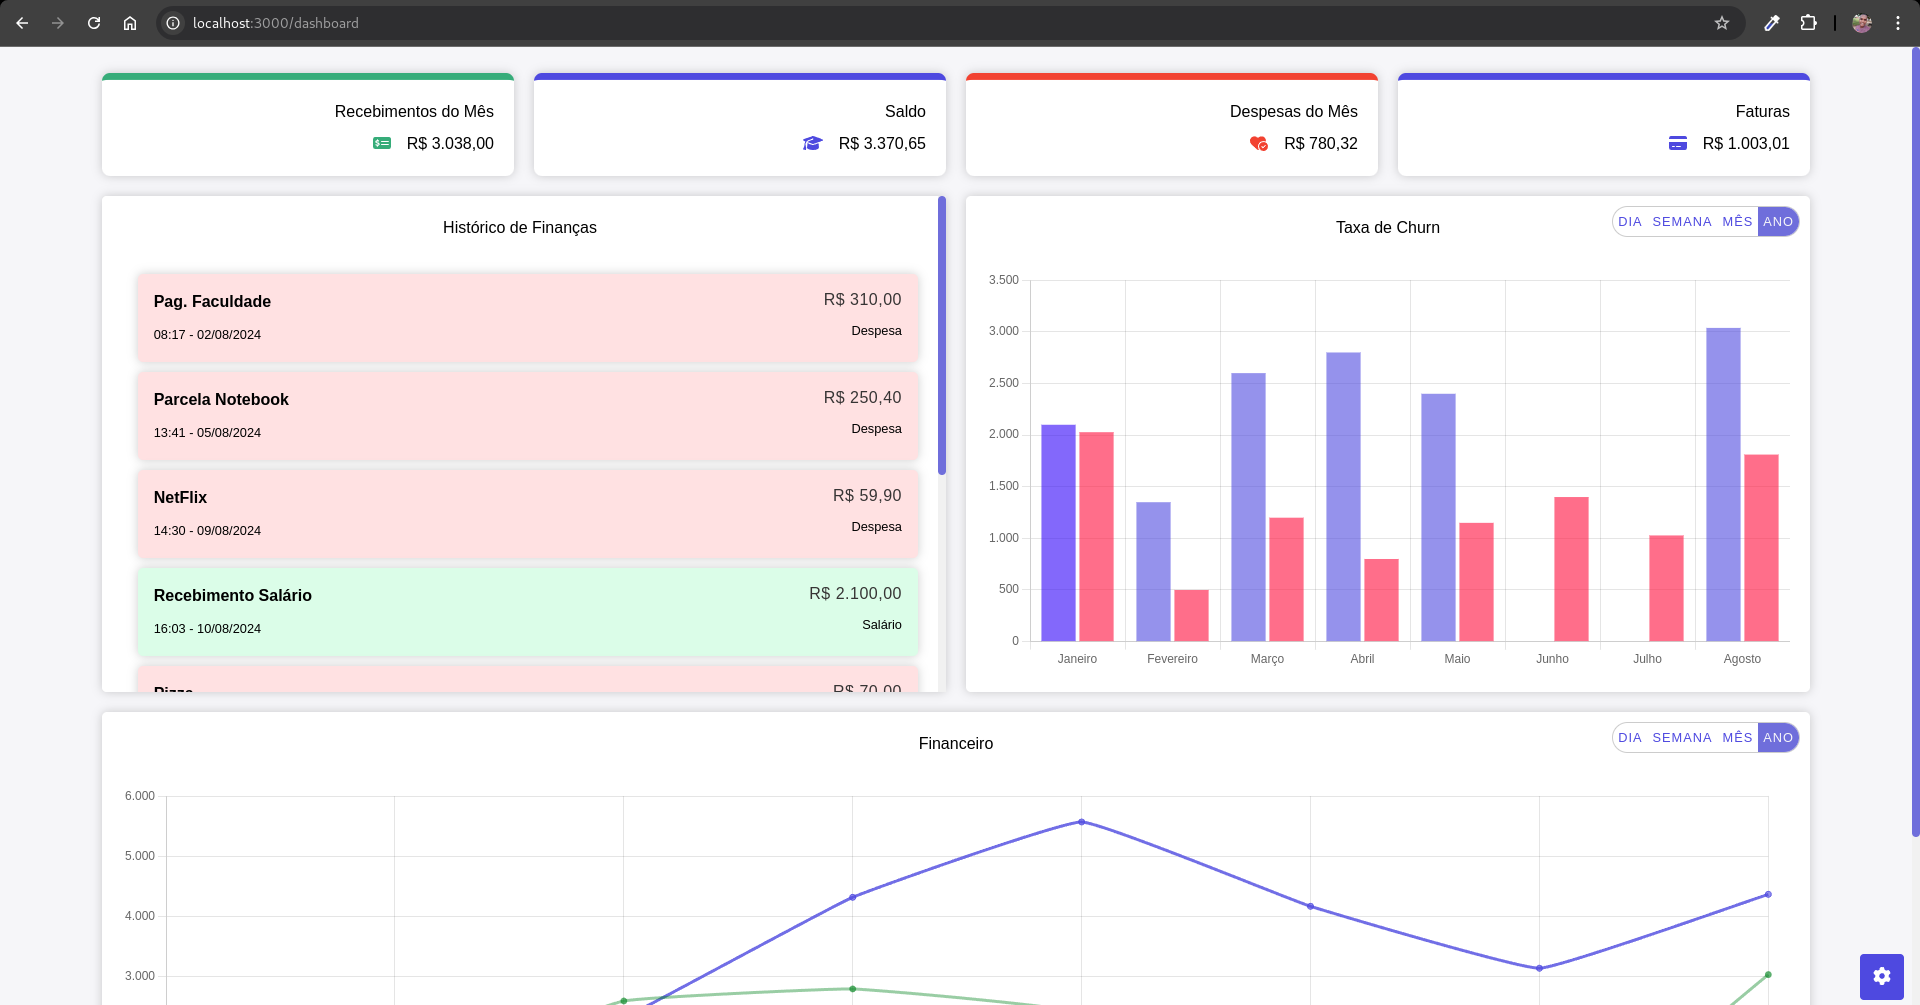 localhost:3000/dashboard
Recebimentos do Mês
R$ 3.038,00
Saldo
R$ 3.370,65
Despesas do Mês
R$ 780,32
Faturas
R$ 1.003,01
Histórico de Finanças
Pag. Faculdade
R$ 310,00
08:17 - 02/08/2024
Despesa
Parcela Notebook
R$ 250,40
13:41 - 05/08/2024
Despesa
NetFlix
R$ 59,90
14:30 - 09/08/2024
Despesa
Recebimento Salário
R$ 2.100,00
16:03 - 10/08/2024
Salário
Pizza
R$ 70,00
Taxa de Churn
DIA SEMANA MÊS ANO
3.500
3.000
2.500
2.000
1.500
1.000
500
0
Janeiro Fevereiro Março Abril Maio Junho Julho Agosto
Financeiro
DIA SEMANA MÊS ANO
6.000
5.000
4.000
3.000